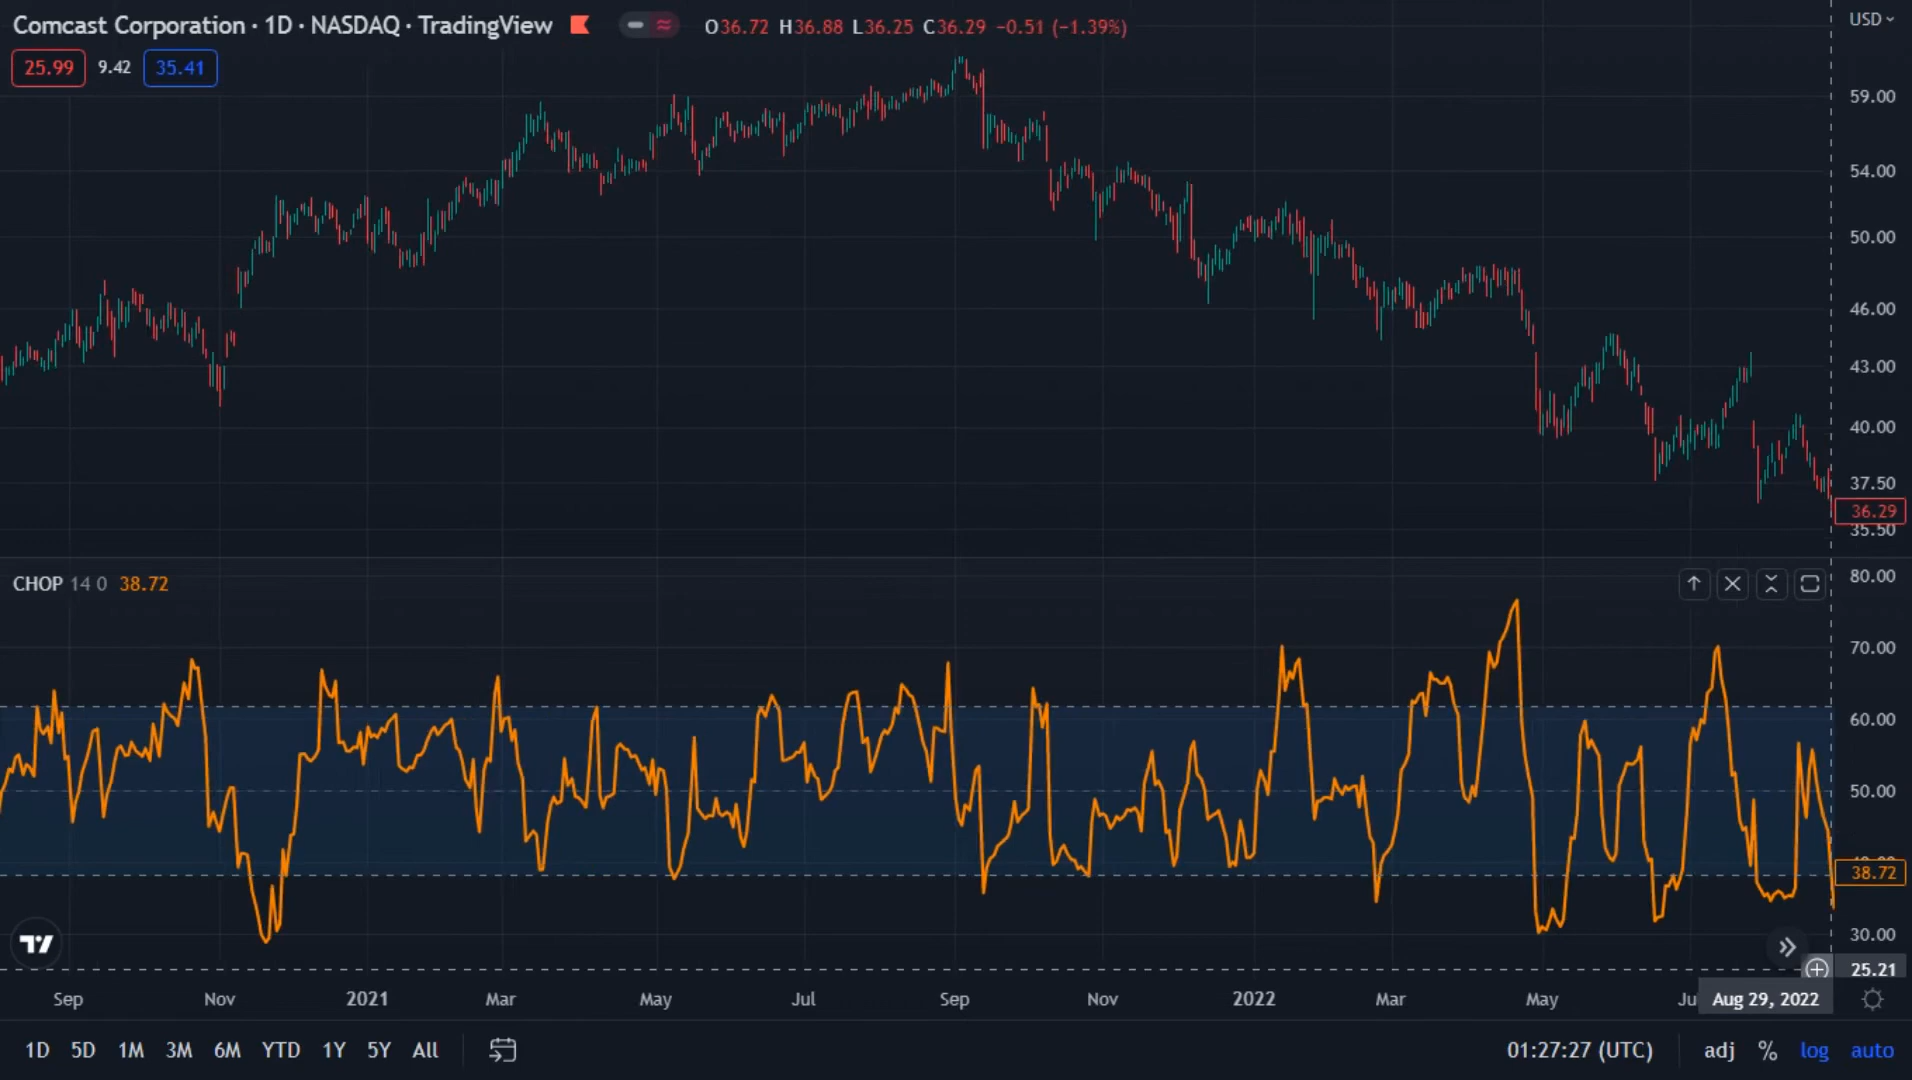 Comcast Corporation · 1D · NASDAQ · TradingView O36.72 H36.88 L36.25 C36.29 −0.51 (−1.39%)
USD
25.99 9.42 35.41
59.00
54.00
50.00
46.00
43.00
40.00
37.50
36.29
35.50
CHOP 14 0 38.72
80.00
70.00
60.00
50.00
38.72
30.00
25.21
Sep Nov 2021 Mar May Jul Sep Nov 2022 Mar May Ju Aug 29, 2022
1D 5D 1M 3M 6M YTD 1Y 5Y All 01:27:27 (UTC) adj % log auto